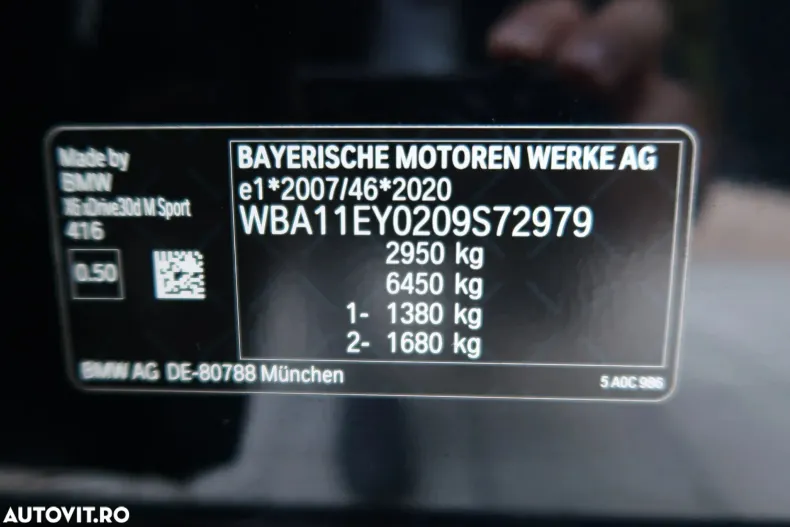 Made by
BMW
X6 xDrive30d M Sport
416
0.50
BAYERISCHE MOTOREN WERKE AG
e1*2007/46*2020
WBA11EY0209S72979
2950 kg
6450 kg
1- 1380 kg
2- 1680 kg
BMW AG DE-80788 München
5 A0C 986
AUTOVIT.RO